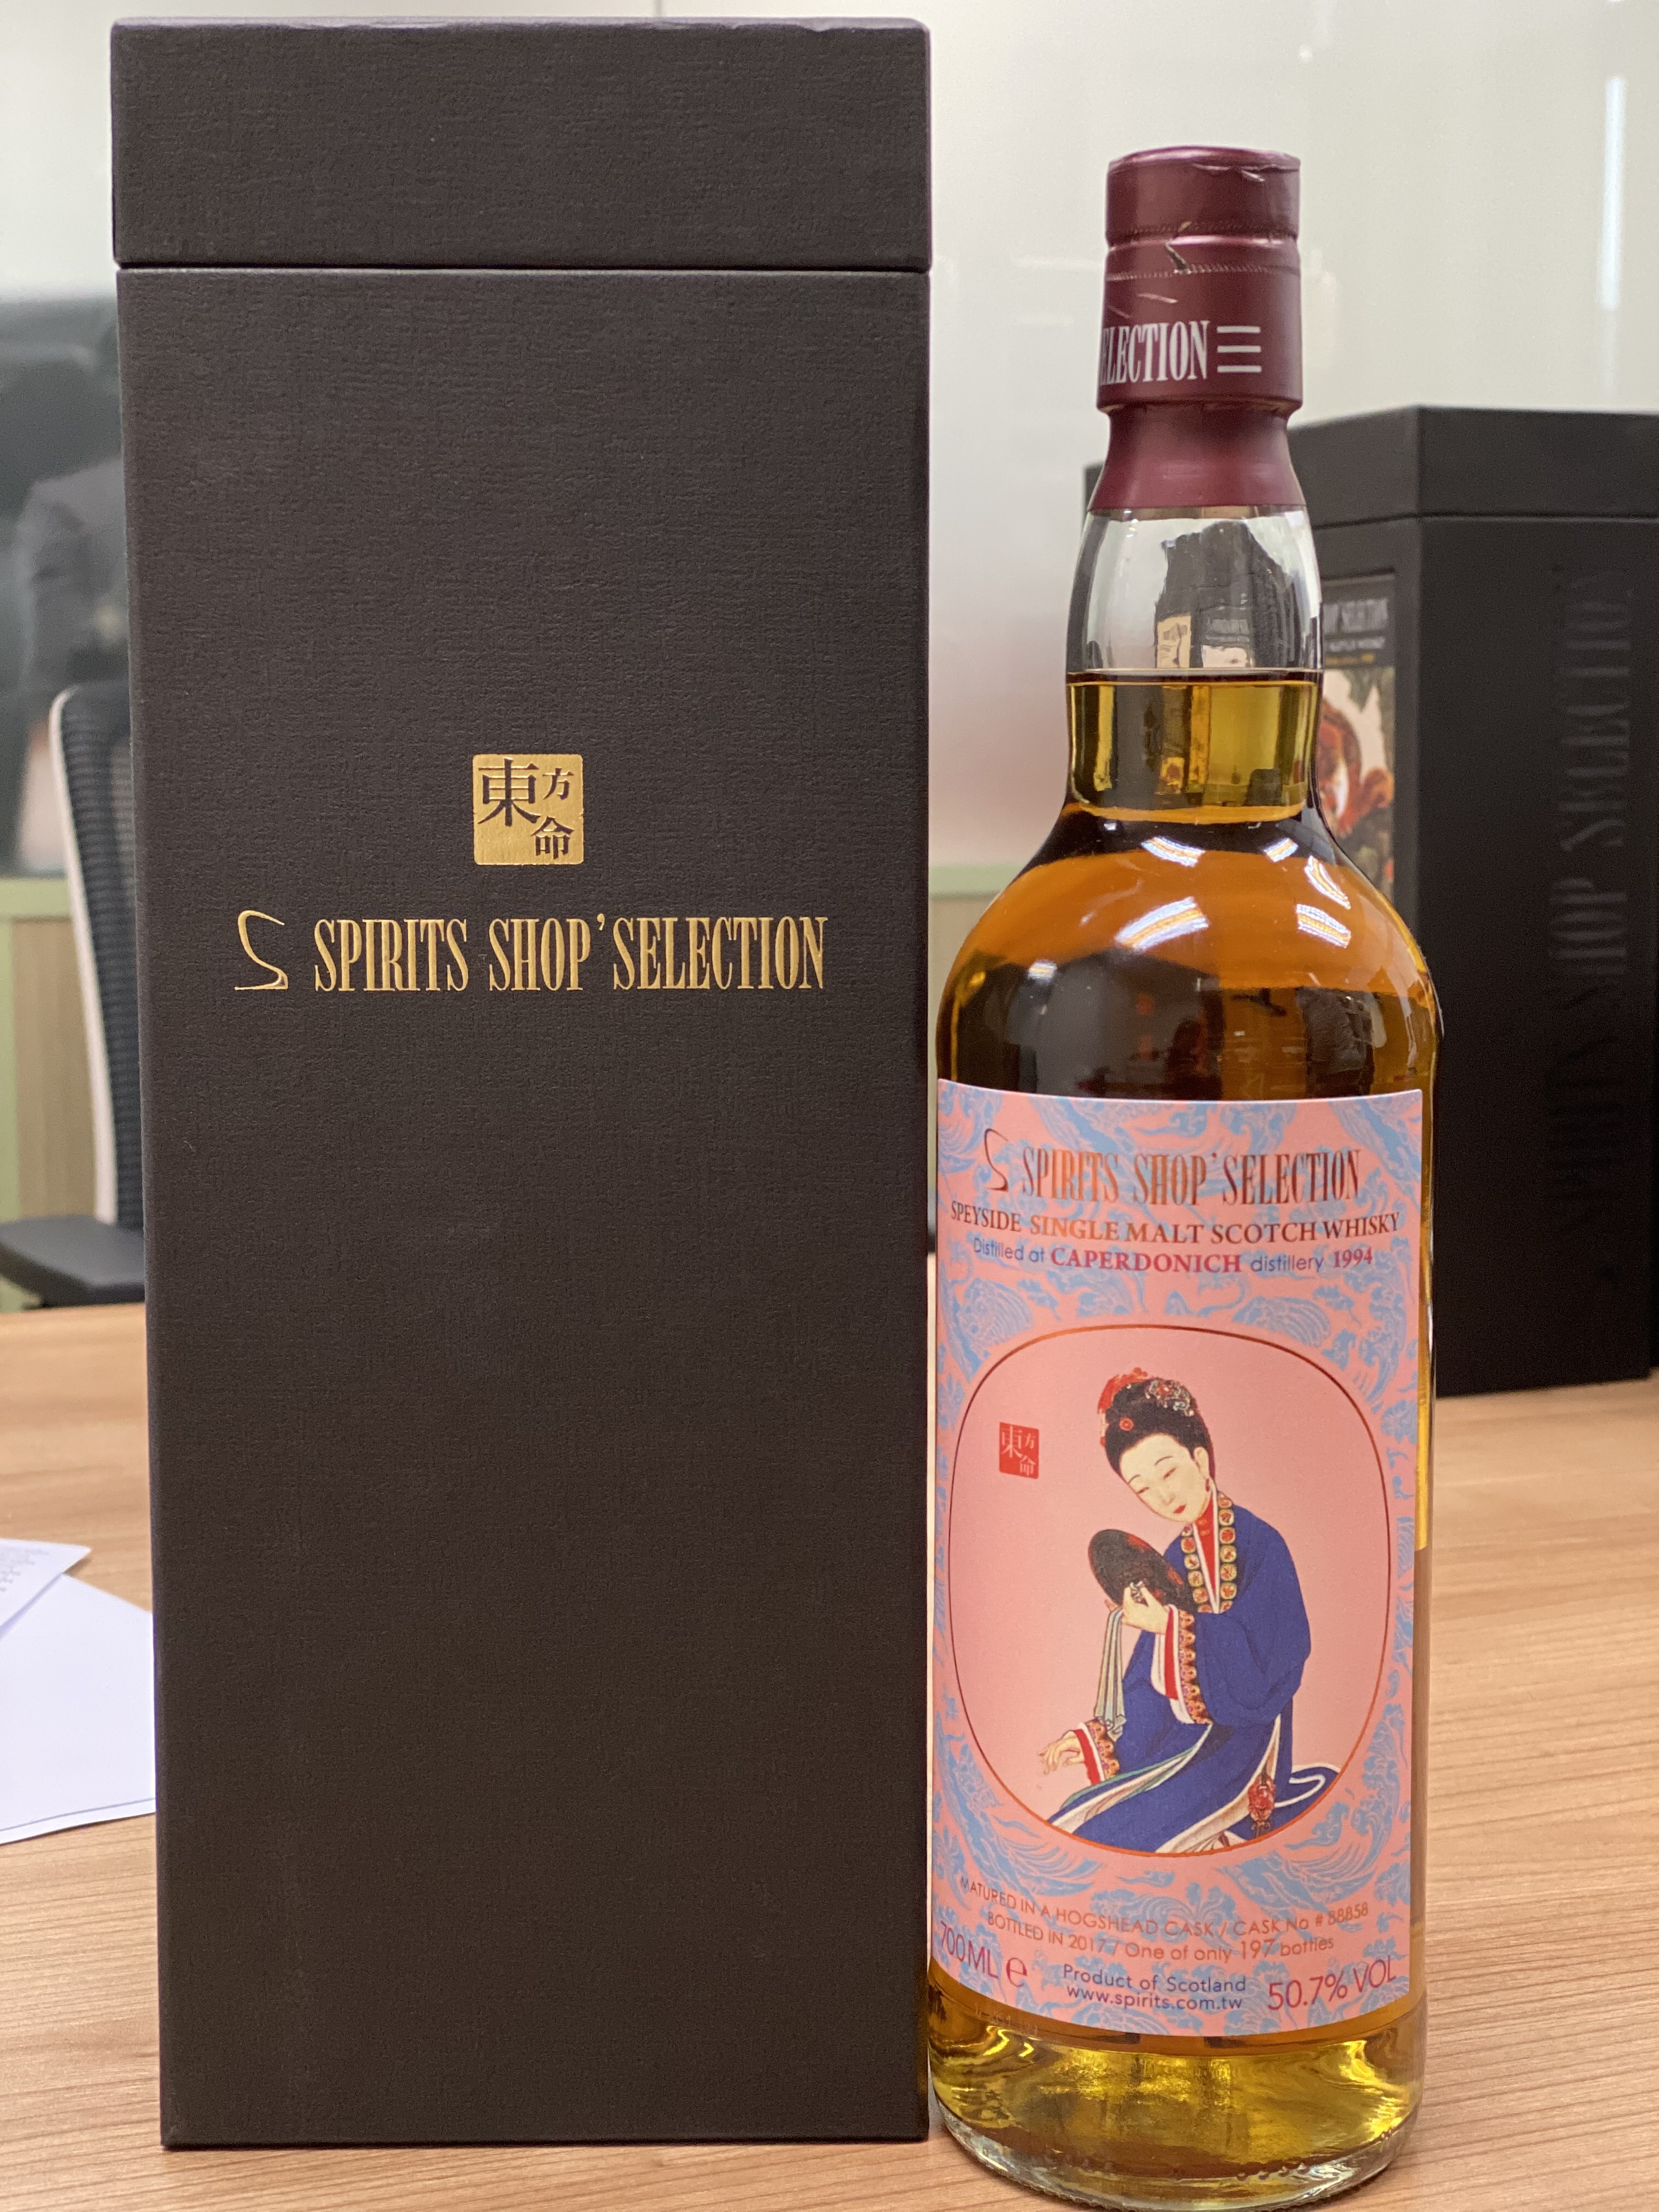 東方命
S SPIRITS SHOP' SELECTION
ELECTION
S SPIRITS SHOP' SELECTION
SPEYSIDE SINGLE MALT SCOTCH WHISKY
Distilled at CAPERDONICH distillery 1994
東方命
MATURED IN A HOGSHEAD CASK / CASK No # 88858
BOTTLED IN 2017 / One of only 197 bottles
700ML e
Product of Scotland
www.spirits.com.tw
50.7% VOL
SHOP SELECTION